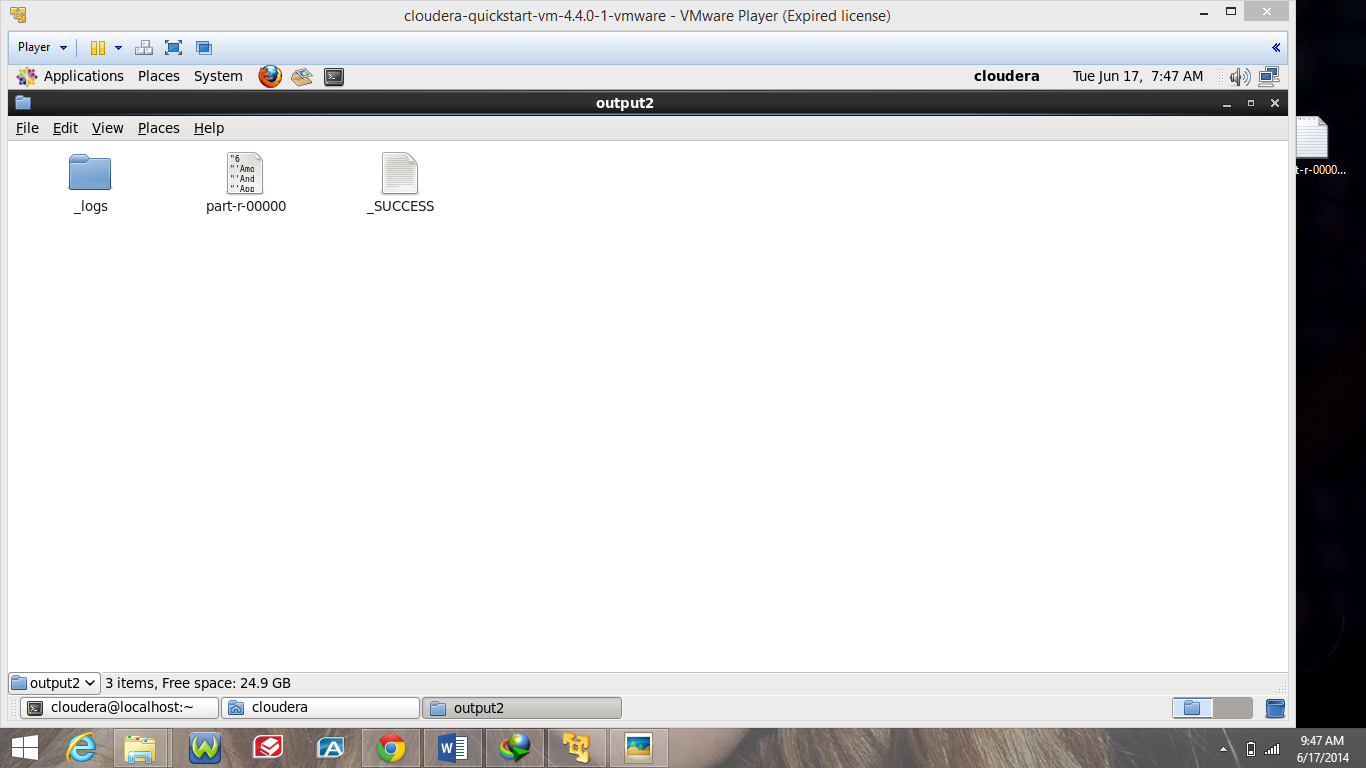 cloudera-quickstart-vm-4.4.0-1-vmware - VMware Player (Expired license)
Player
Applications Places System cloudera Tue Jun 17, 7:47 AM
output2
File Edit View Places Help
"6
"'Amo
"'And
"'App
_logs part-r-00000 _SUCCESS
t-r-0000...
output2 3 items, Free space: 24.9 GB
cloudera@localhost:~ cloudera output2
9:47 AM
6/17/2014